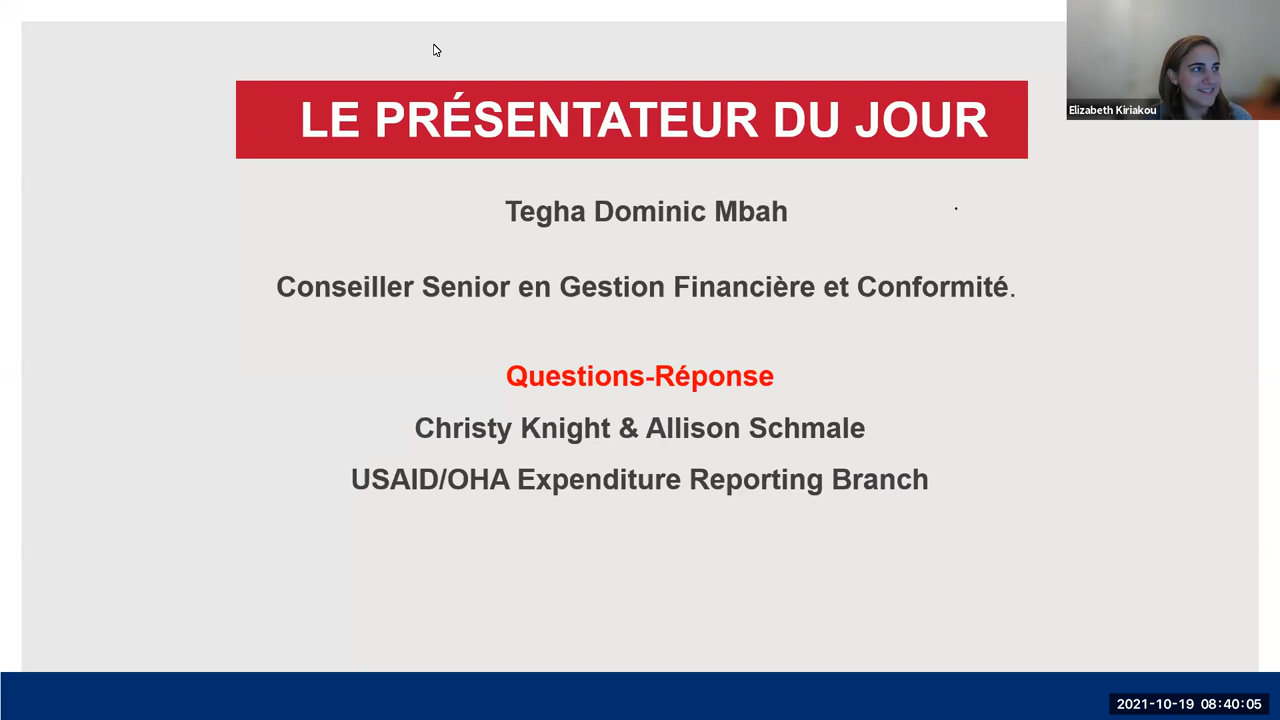 LE PRÉSENTATEUR DU JOUR
Elizabeth Kiriakou
Tegha Dominic Mbah
Conseiller Senior en Gestion Financière et Conformité.
Questions-Réponse
Christy Knight & Allison Schmale
USAID/OHA Expenditure Reporting Branch
2021-10-19 08:40:05